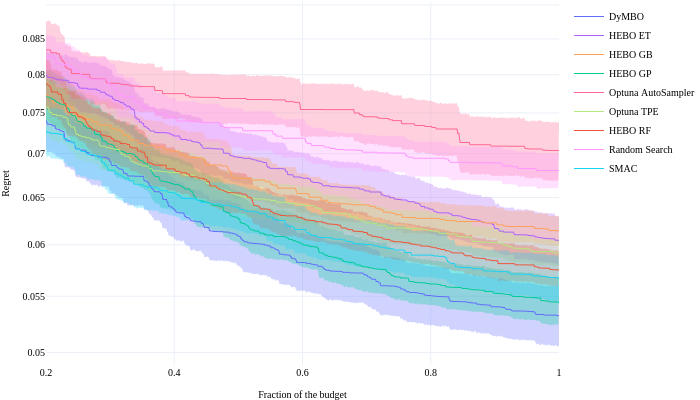 DyMBO
HEBO ET
HEBO GB
HEBO GP
Optuna AutoSampler
Optuna TPE
HEBO RF
Random Search
SMAC
0.085
0.08
0.075
0.07
0.065
0.06
0.055
0.05
Regret
0.2
0.4
0.6
0.8
1
Fraction of the budget